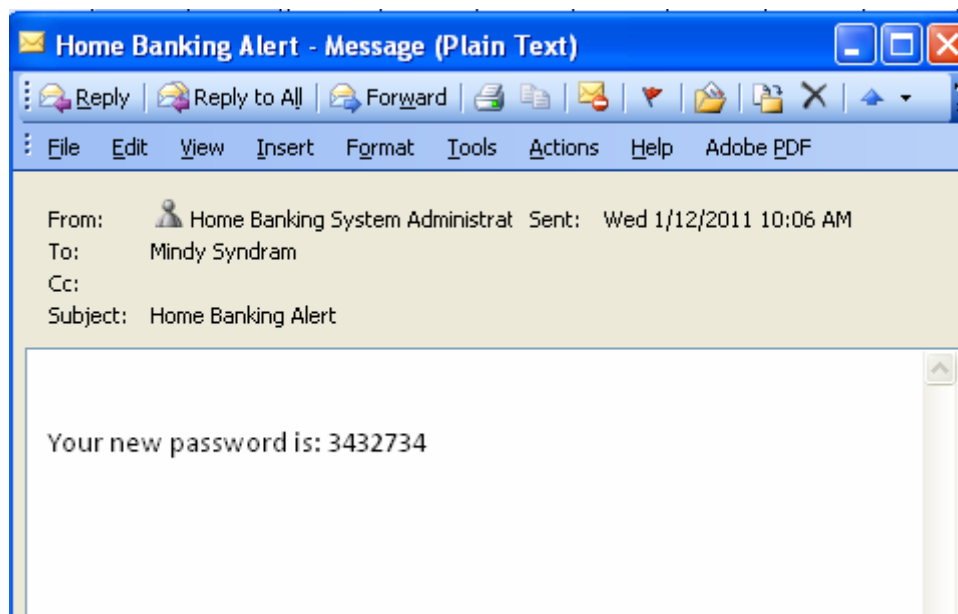 Home Banking Alert - Message (Plain Text)
Reply Reply to All Forward
File Edit View Insert Format Tools Actions Help Adobe PDF
From: Home Banking System Administrat Sent: Wed 1/12/2011 10:06 AM
To: Mindy Syndram
Cc:
Subject: Home Banking Alert
Your new password is: 3432734